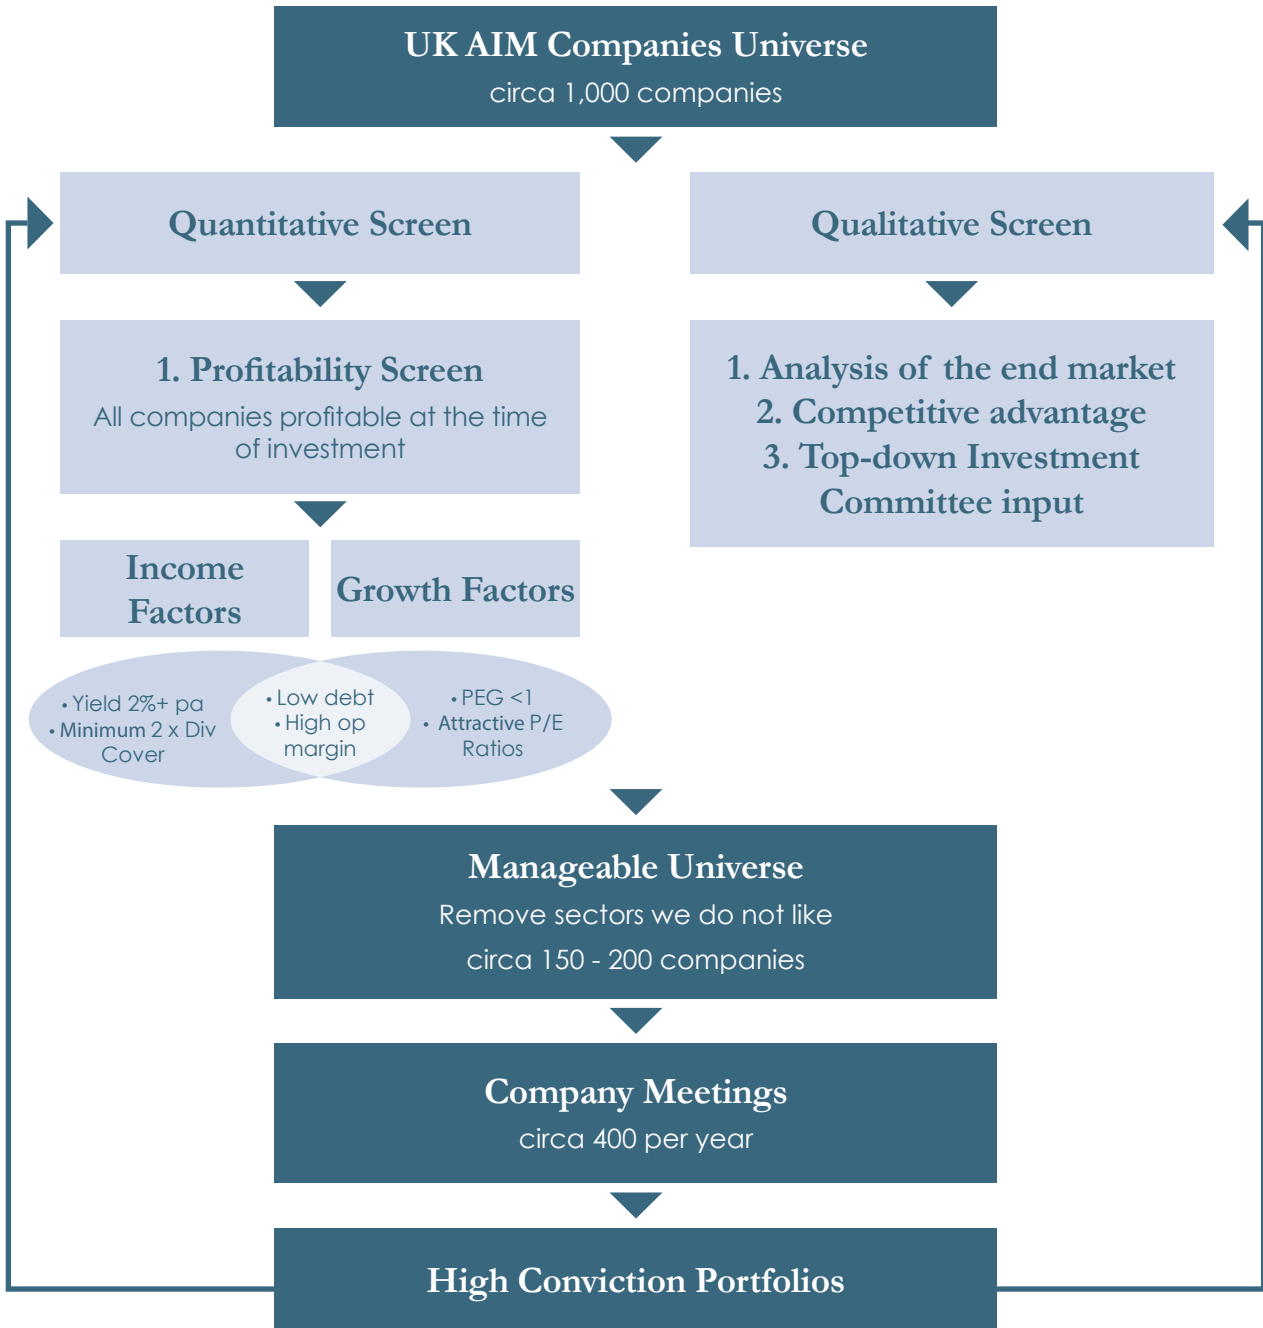 UK AIM Companies Universe
circa 1,000 companies
Quantitative Screen
Qualitative Screen
1. Profitability Screen
All companies profitable at the time
of investment
1. Analysis of the end market
2. Competitive advantage
3. Top-down Investment
Committee input
Income
Factors
Growth Factors
• Yield 2%+ pa
• Minimum 2 x Div
Cover
• Low debt
• High op
margin
• PEG <1
• Attractive P/E
Ratios
Manageable Universe
Remove sectors we do not like
circa 150 - 200 companies
Company Meetings
circa 400 per year
High Conviction Portfolios